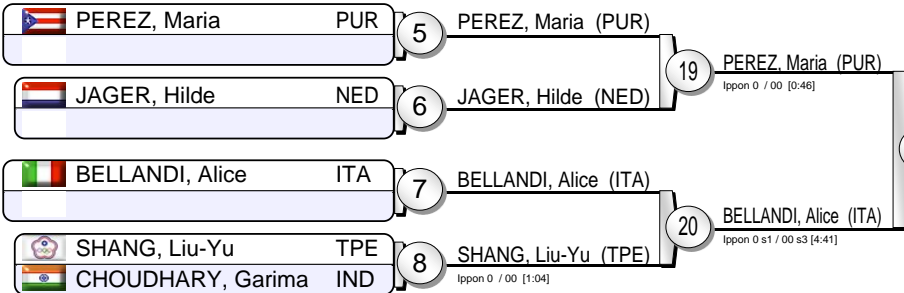 PEREZ, Maria PUR
5
PEREZ, Maria (PUR)
JAGER, Hilde NED
6
JAGER, Hilde (NED)
19
PEREZ, Maria (PUR)
Ippon 0 / 00 [0:46]
BELLANDI, Alice ITA
7
BELLANDI, Alice (ITA)
SHANG, Liu-Yu TPE
CHOUDHARY, Garima IND
8
SHANG, Liu-Yu (TPE)
Ippon 0 / 00 [1:04]
20
BELLANDI, Alice (ITA)
Ippon 0 s1 / 00 s3 [4:41]